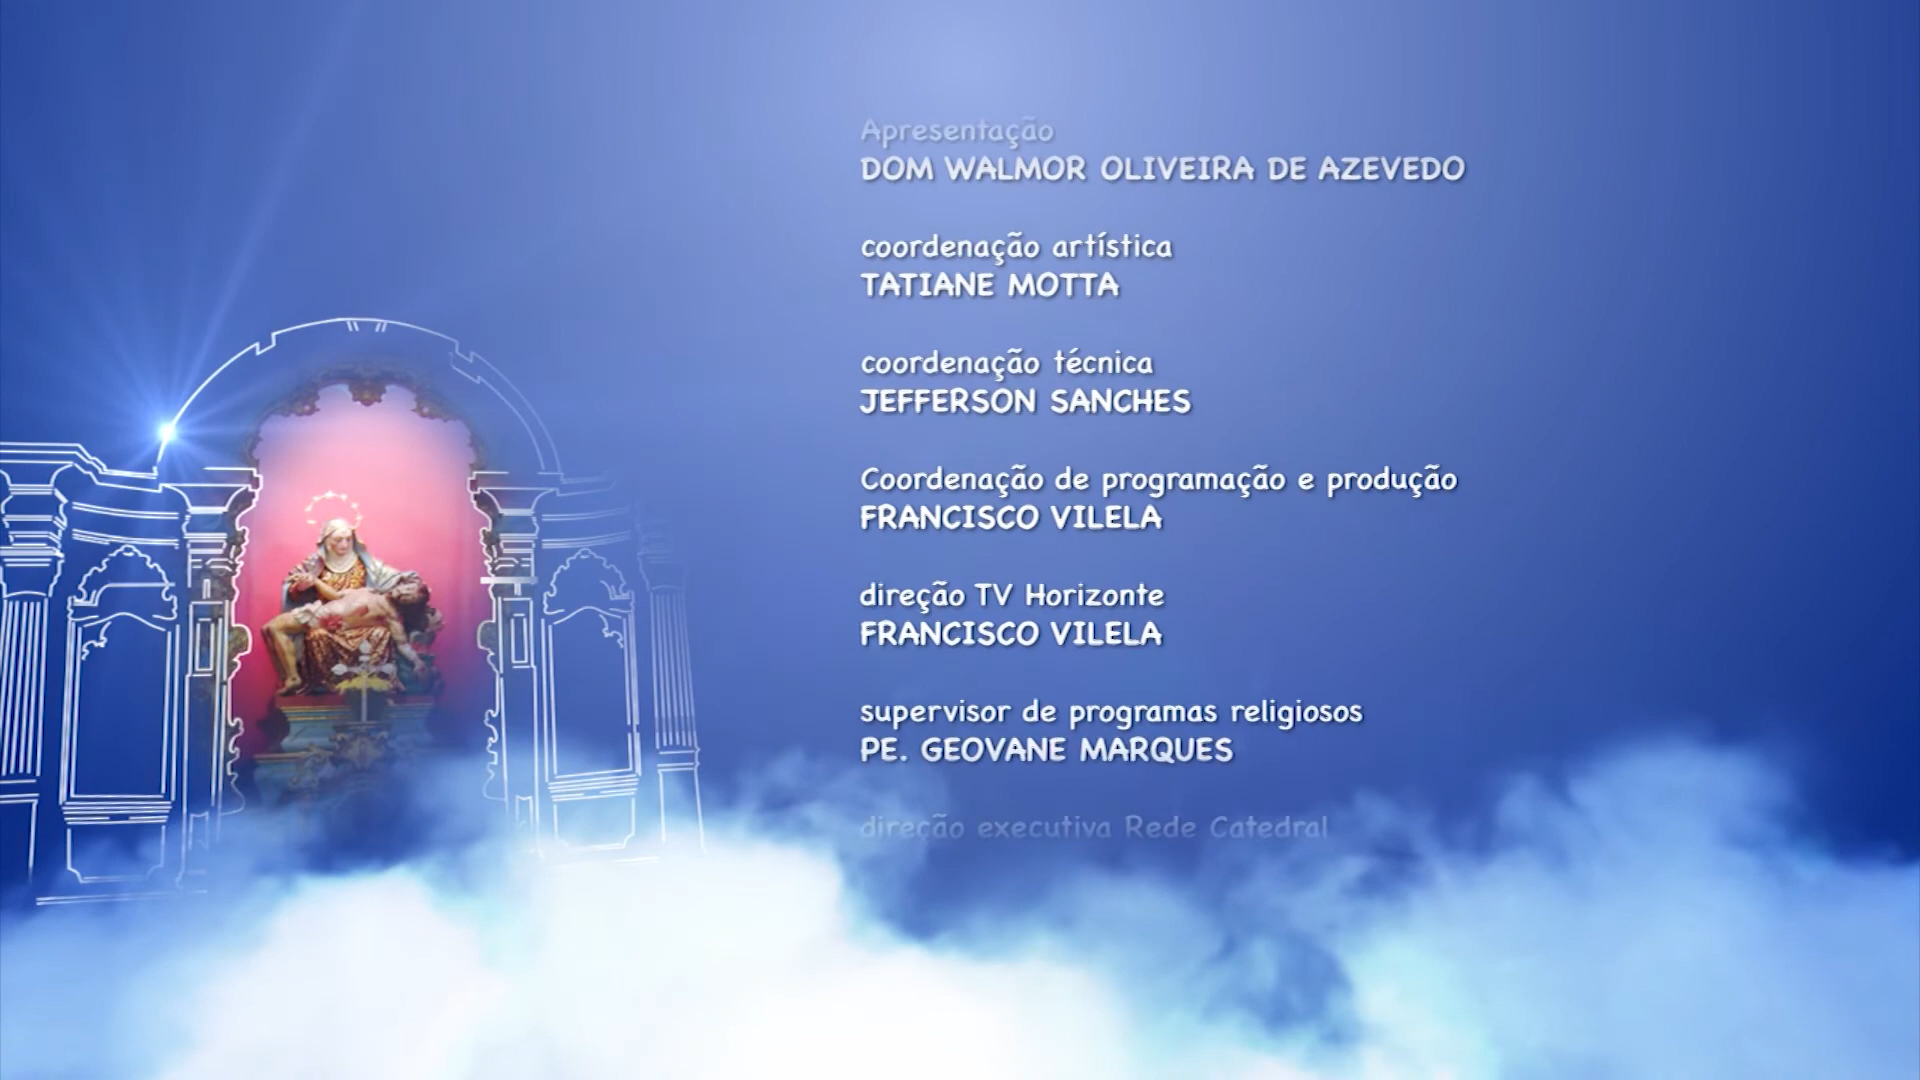 Apresentação
DOM WALMOR OLIVEIRA DE AZEVEDO
coordenação artística
TATIANE MOTTA
coordenação técnica
JEFFERSON SANCHES
Coordenação de programação e produção
FRANCISCO VILELA
direção TV Horizonte
FRANCISCO VILELA
supervisor de programas religiosos
PE. GEOVANE MARQUES
direção executiva Rede Catedral